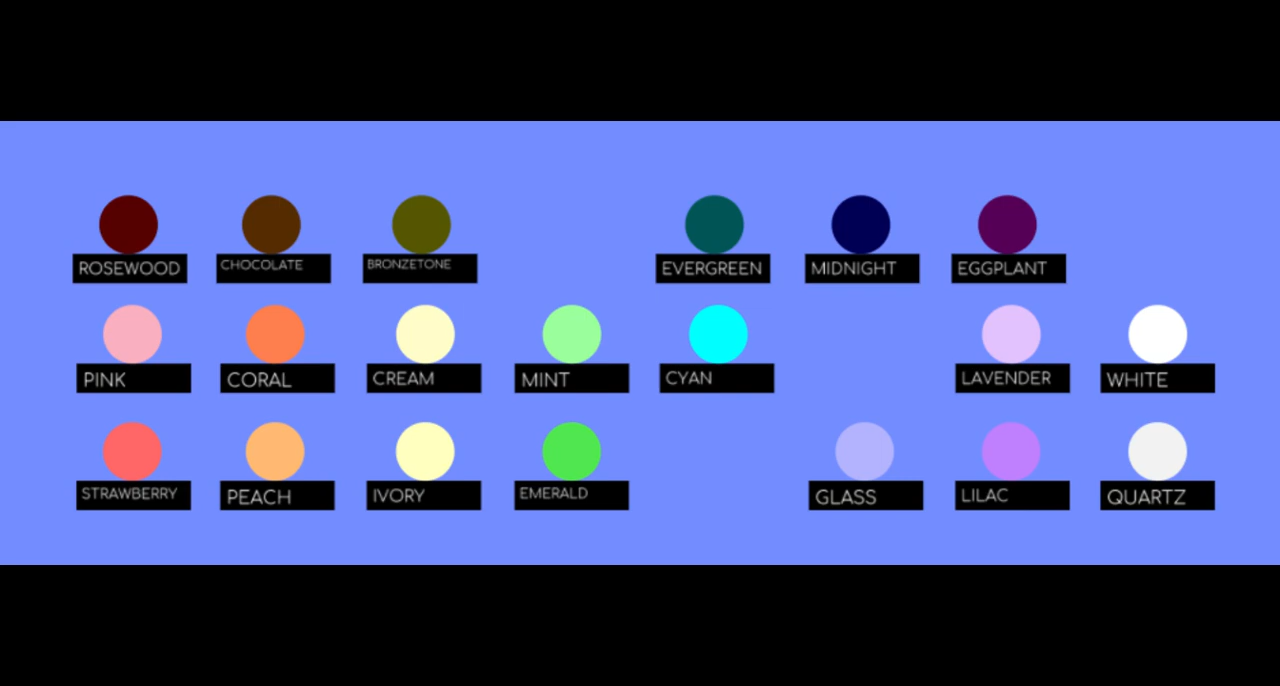 ROSEWOOD
CHOCOLATE
BRONZETONE
EVERGREEN
MIDNIGHT
EGGPLANT
PINK
CORAL
CREAM
MINT
CYAN
LAVENDER
WHITE
STRAWBERRY
PEACH
IVORY
EMERALD
GLASS
LILAC
QUARTZ